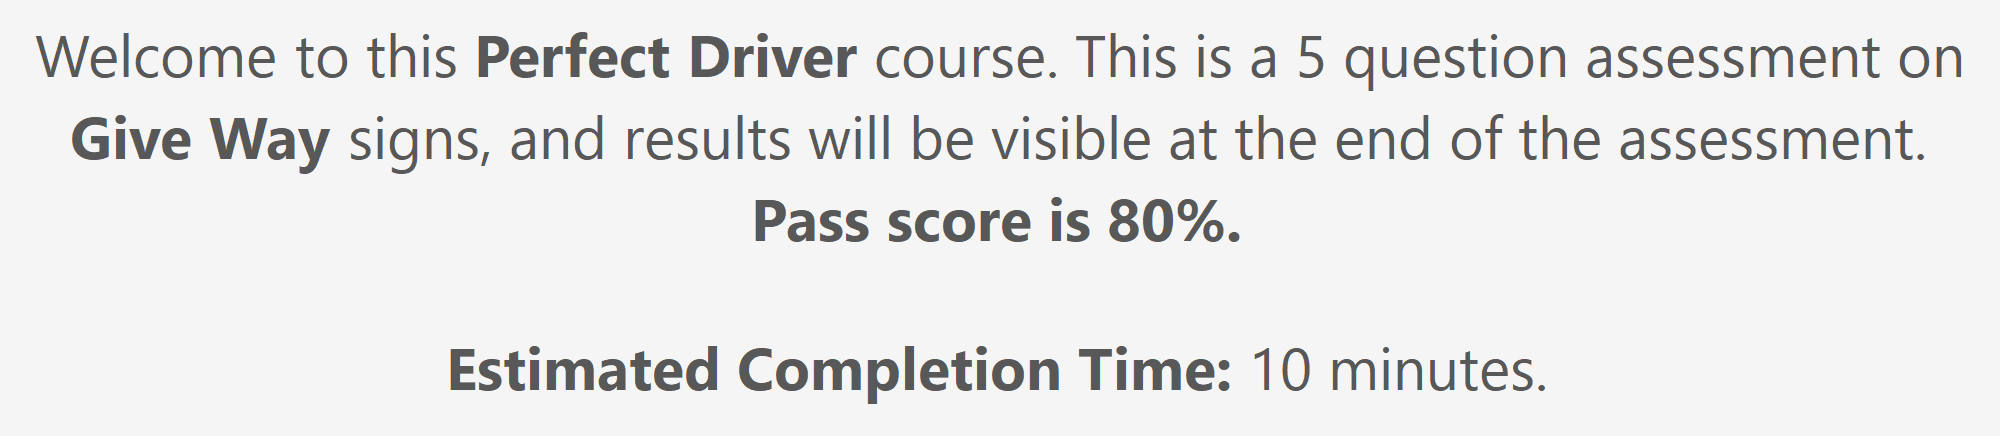 Welcome to this Perfect Driver course. This is a 5 question assessment on
Give Way signs, and results will be visible at the end of the assessment.
Pass score is 80%.
Estimated Completion Time: 10 minutes.